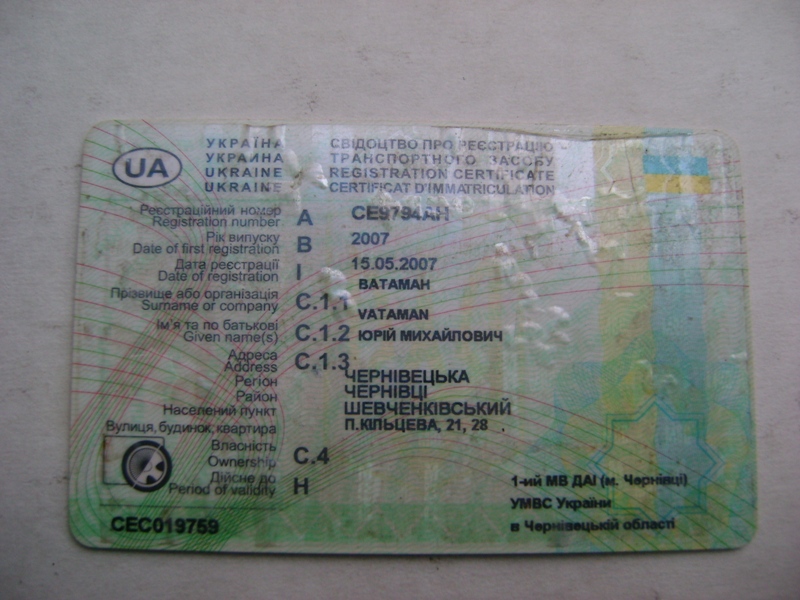 UA
УКРАЇНА
УКРАИНА
UKRAINE
UKRAINE
СВІДОЦТВО ПРО РЕЄСТРАЦІЮ
ТРАНСПОРТНОГО ЗАСОБУ
REGISTRATION CERTIFICATE
CERTIFICAT D'IMMATRICULATION
Реєстраційний номер
Registration number A CE9794AH
Рік випуску
Date of first registration B 2007
Дата реєстрації
Date of registration I 15.05.2007
Прізвище або організація
Surname or company C.1.1 ВАТАМАН
VATAMAN
Ім'я та по батькові
Given name(s) C.1.2 ЮРІЙ МИХАЙЛОВИЧ
Адреса
Address C.1.3
Регіон ЧЕРНІВЕЦЬКА
Район ЧЕРНІВЦІ
Населений пункт ШЕВЧЕНКІВСЬКИЙ
Вулиця, будинок, квартира П.КІЛЬЦЕВА, 21, 28 .
Власність
Ownership C.4
Дійсне до
Period of validity H
1-ий МВ ДАІ (м. Чернівці)
УМВС України
в Чернівецькій області
CEC019759